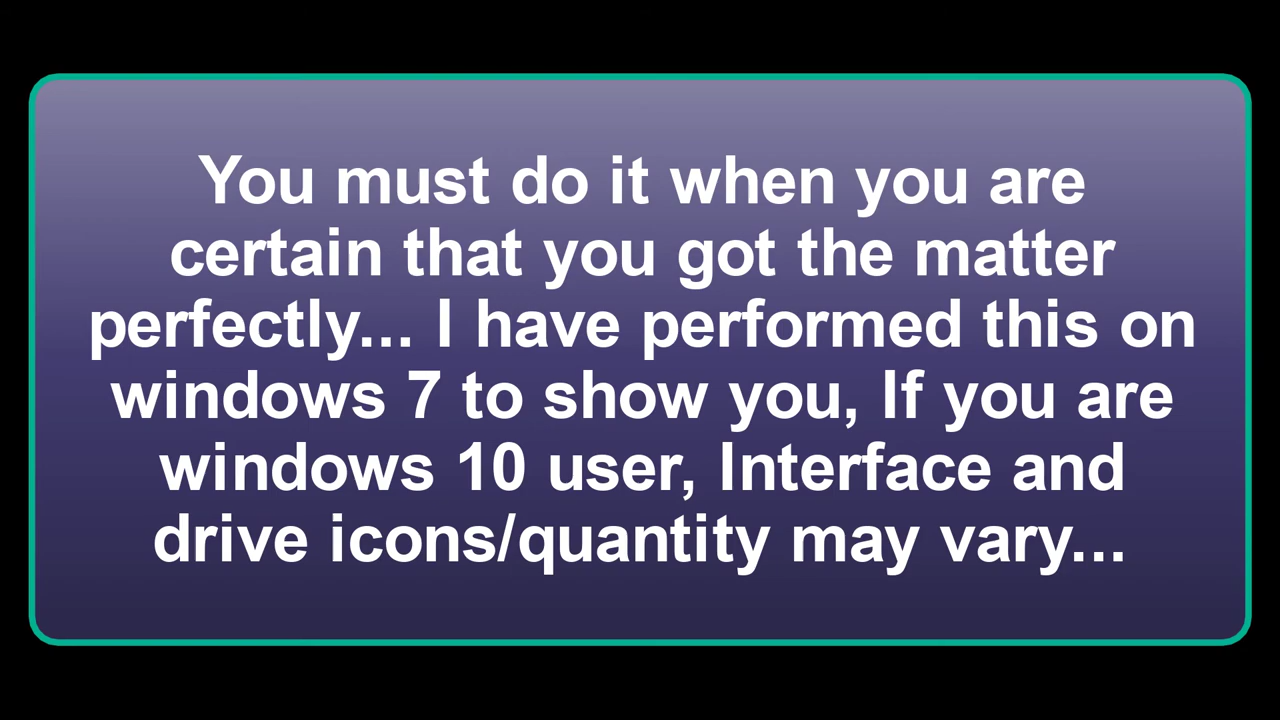 You must do it when you are
certain that you got the matter
perfectly... I have performed this on
windows 7 to show you, If you are
windows 10 user, Interface and
drive icons/quantity may vary...